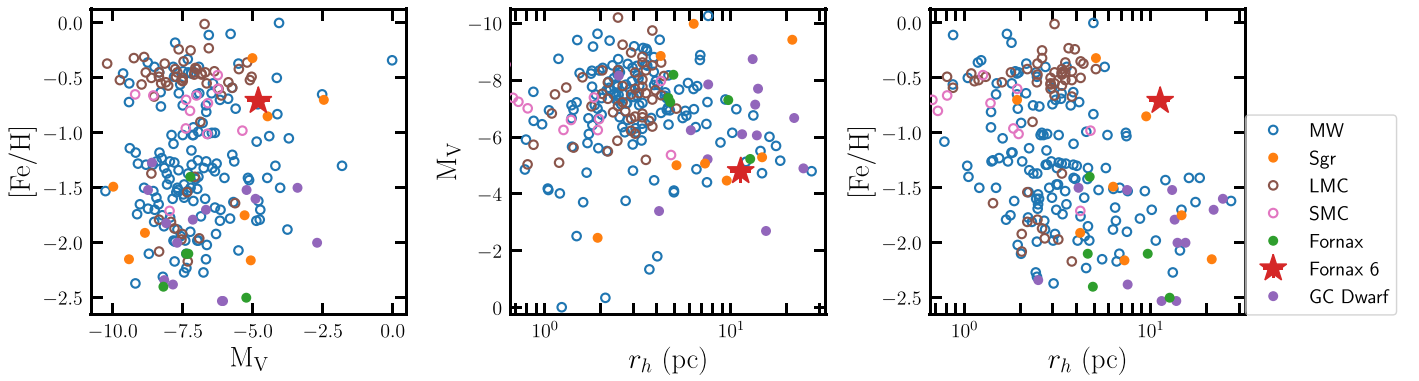 0.0
−0.5
−1.0
−1.5
−2.0
−2.5
[Fe/H]
−10.0 −7.5 −5.0 −2.5 0.0
M_V
−10
−8
−6
−4
−2
0
M_V
10^0 10^1
r_h (pc)
0.0
−0.5
−1.0
−1.5
−2.0
−2.5
[Fe/H]
10^0 10^1
r_h (pc)
MW
Sgr
LMC
SMC
Fornax
Fornax 6
GC Dwarf